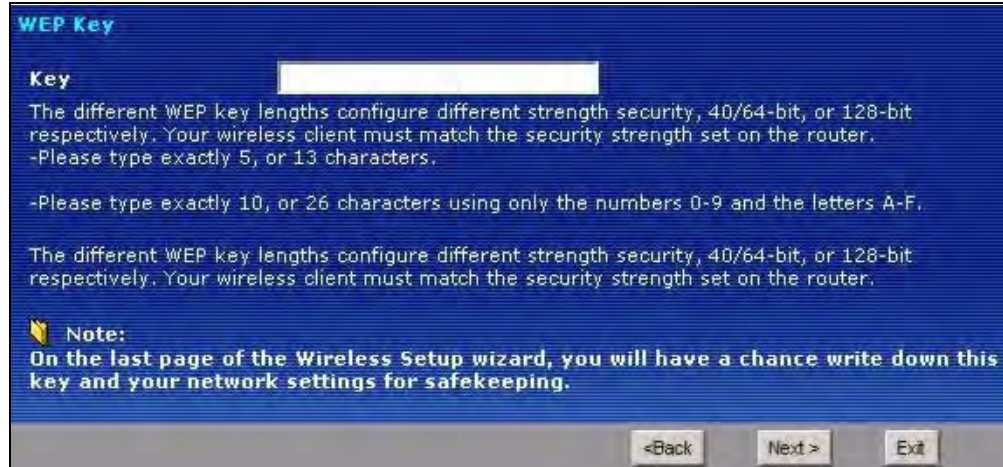 WEP Key
Key
The different WEP key lengths configure different strength security, 40/64-bit, or 128-bit
respectively. Your wireless client must match the security strength set on the router.
-Please type exactly 5, or 13 characters.
-Please type exactly 10, or 26 characters using only the numbers 0-9 and the letters A-F.
The different WEP key lengths configure different strength security, 40/64-bit, or 128-bit
respectively. Your wireless client must match the security strength set on the router.
Note:
On the last page of the Wireless Setup wizard, you will have a chance write down this
key and your network settings for safekeeping.
<Back Next > Exit